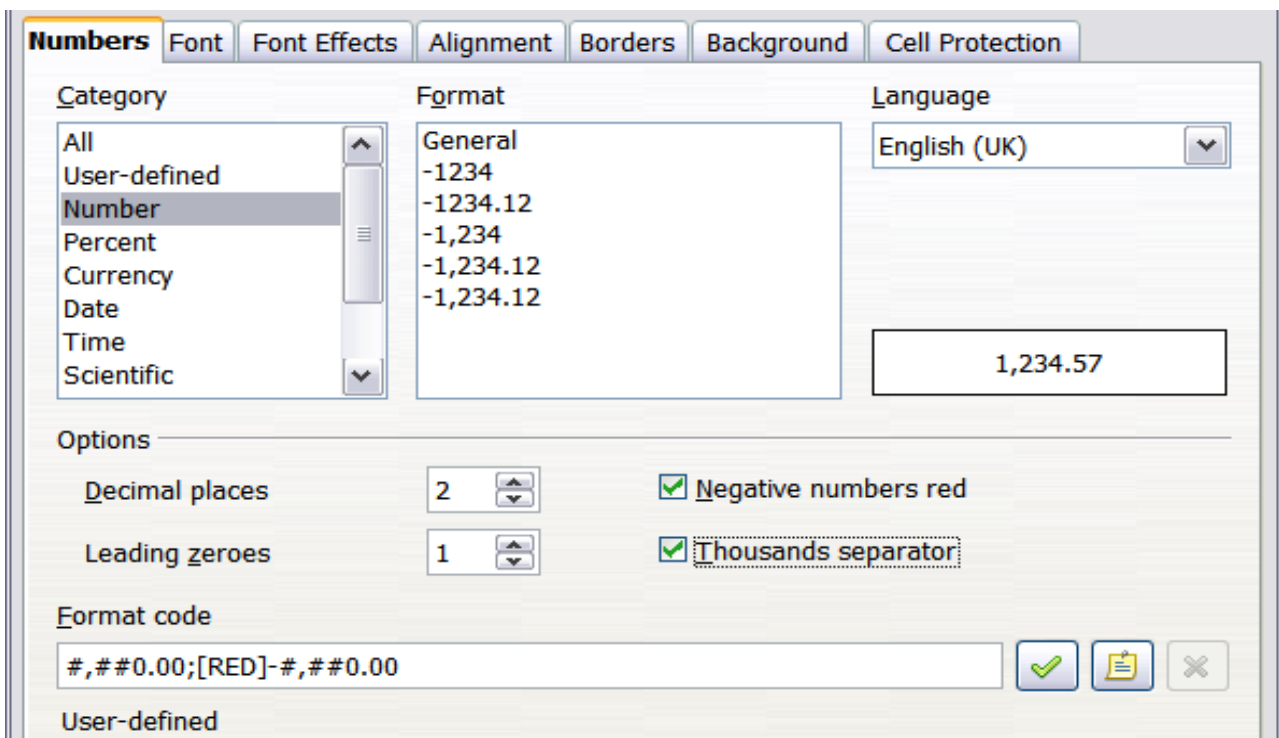 Numbers Font Font Effects Alignment Borders Background Cell Protection
Category Format Language
All
User-defined
Number
Percent
Currency
Date
Time
Scientific
General
-1234
-1234.12
-1,234
-1,234.12
-1,234.12
English (UK)
1,234.57
Options
Decimal places 2 Negative numbers red
Leading zeroes 1 Thousands separator
Format code
#,##0.00;[RED]-#,##0.00
User-defined